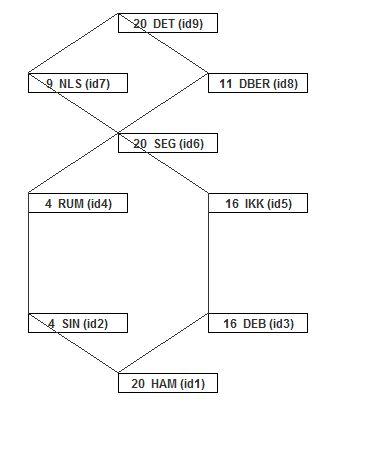 20 DET (id9)
9 NLS (id7)
11 DBER (id8)
20 SEG (id6)
4 RUM (id4)
16 IKK (id5)
4 SIN (id2)
16 DEB (id3)
20 HAM (id1)